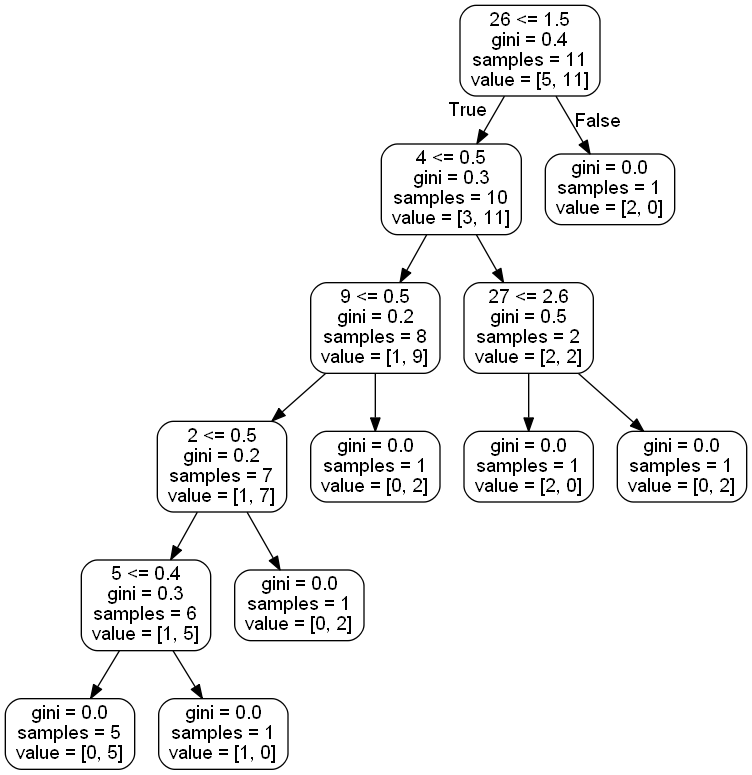 26 <= 1.5
gini = 0.4
samples = 11
value = [5, 11]
True
False
4 <= 0.5
gini = 0.3
samples = 10
value = [3, 11]
gini = 0.0
samples = 1
value = [2, 0]
9 <= 0.5
gini = 0.2
samples = 8
value = [1, 9]
27 <= 2.6
gini = 0.5
samples = 2
value = [2, 2]
2 <= 0.5
gini = 0.2
samples = 7
value = [1, 7]
gini = 0.0
samples = 1
value = [0, 2]
gini = 0.0
samples = 1
value = [2, 0]
gini = 0.0
samples = 1
value = [0, 2]
5 <= 0.4
gini = 0.3
samples = 6
value = [1, 5]
gini = 0.0
samples = 1
value = [0, 2]
gini = 0.0
samples = 5
value = [0, 5]
gini = 0.0
samples = 1
value = [1, 0]